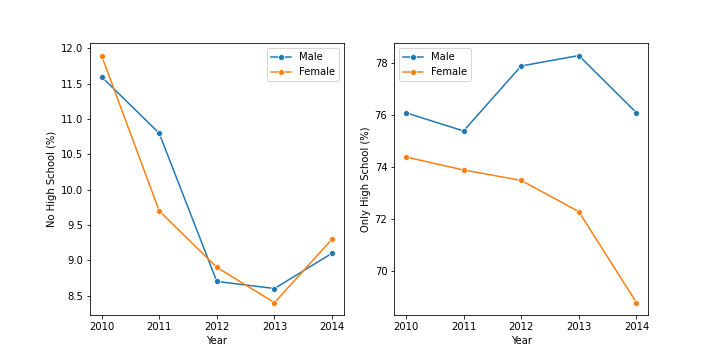 No High School (%)
12.0
11.5
11.0
10.5
10.0
9.5
9.0
8.5
2010 2011 2012 2013 2014
Year
Male
Female
Only High School (%)
78
76
74
72
70
2010 2011 2012 2013 2014
Year
Male
Female